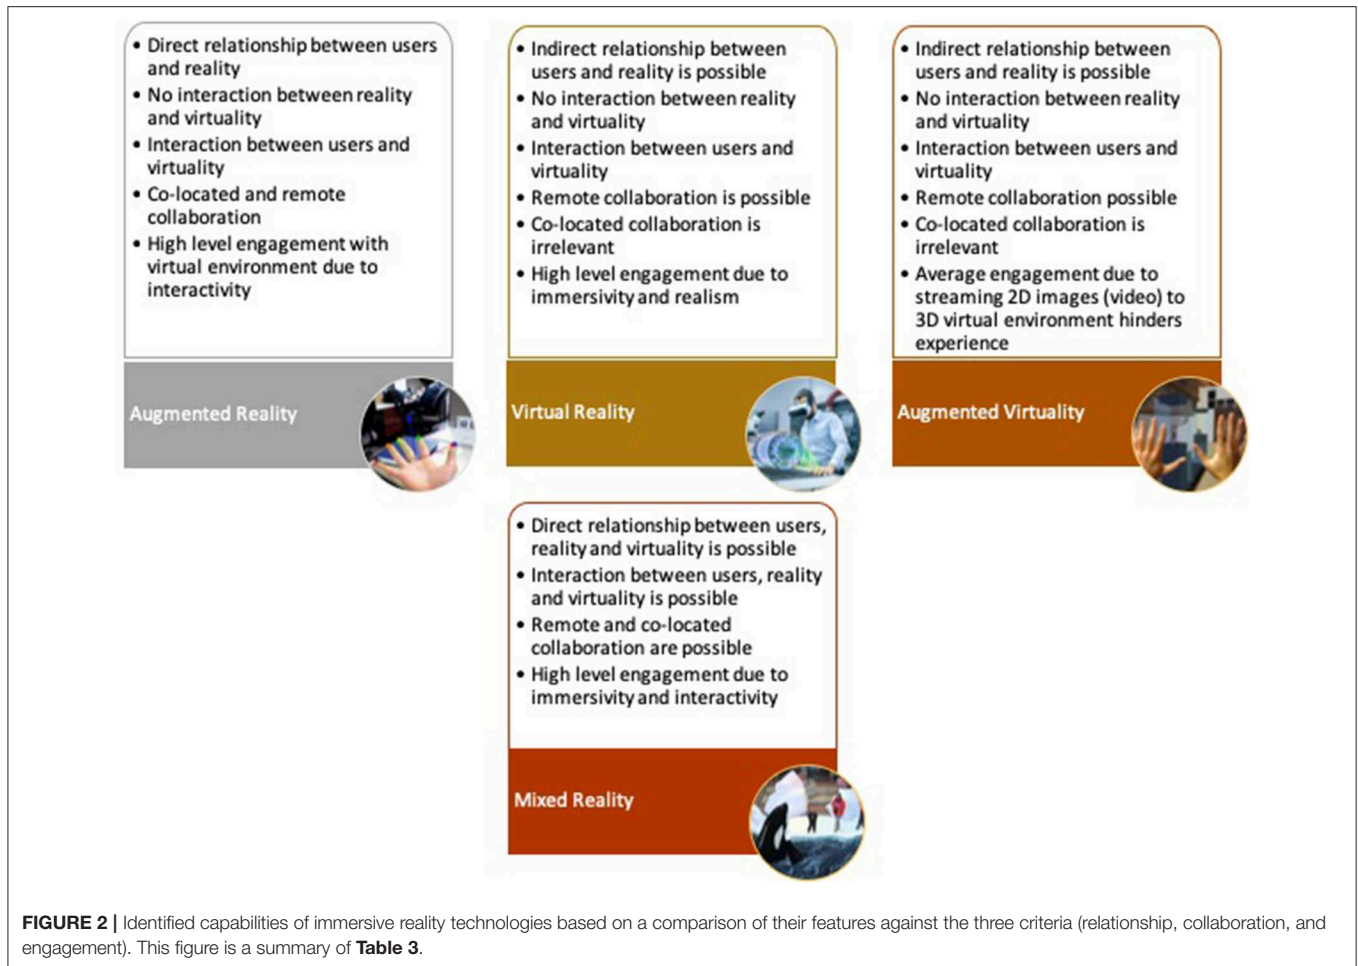 • Direct relationship between users
and reality
• No interaction between reality
and virtuality
• Interaction between users and
virtuality
• Co-located and remote
collaboration
• High level engagement with
virtual environment due to
interactivity
Augmented Reality
• Indirect relationship between
users and reality is possible
• No interaction between reality
and virtuality
• Interaction between users and
virtuality
• Remote collaboration is possible
• Co-located collaboration is
irrelevant
• High level engagement due to
immersivity and realism
Virtual Reality
• Indirect relationship between
users and reality is possible
• No interaction between reality
and virtuality
• Interaction between users and
virtuality
• Remote collaboration possible
• Co-located collaboration is
irrelevant
• Average engagement due to
streaming 2D images (video) to
3D virtual environment hinders
experience
Augmented Virtuality
• Direct relationship between users,
reality and virtuality is possible
• Interaction between users, reality
and virtuality is possible
• Remote and co-located
collaboration are possible
• High level engagement due to
immersivity and interactivity
Mixed Reality
FIGURE 2 | Identified capabilities of immersive reality technologies based on a comparison of their features against the three criteria (relationship, collaboration, and
engagement). This figure is a summary of Table 3.